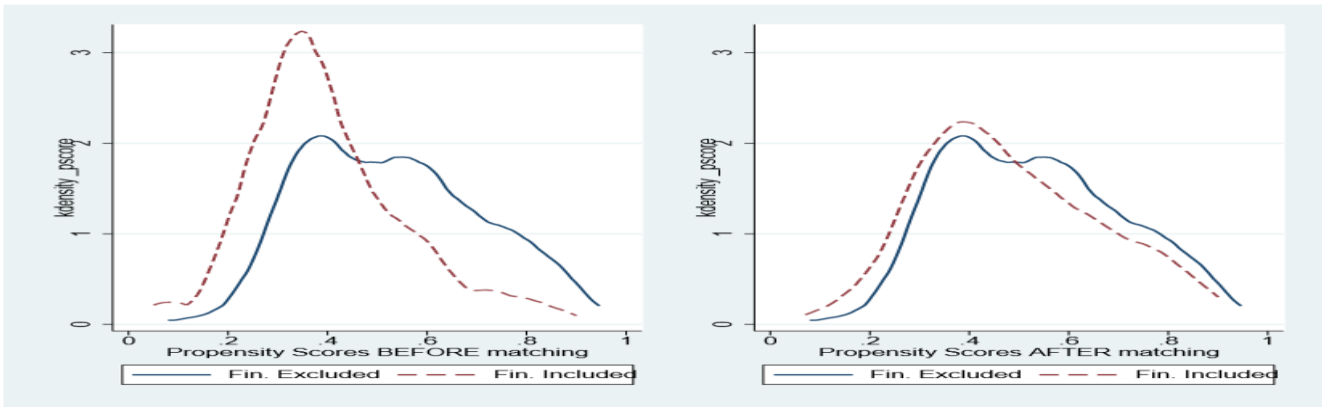 kdensity_pscore
3
2
1
0
0 .2 .4 .6 .8 1
Propensity Scores BEFORE matching
Fin. Excluded Fin. Included
kdensity_pscore
3
2
1
0
0 .2 .4 .6 .8 1
Propensity Scores AFTER matching
Fin. Excluded Fin. Included